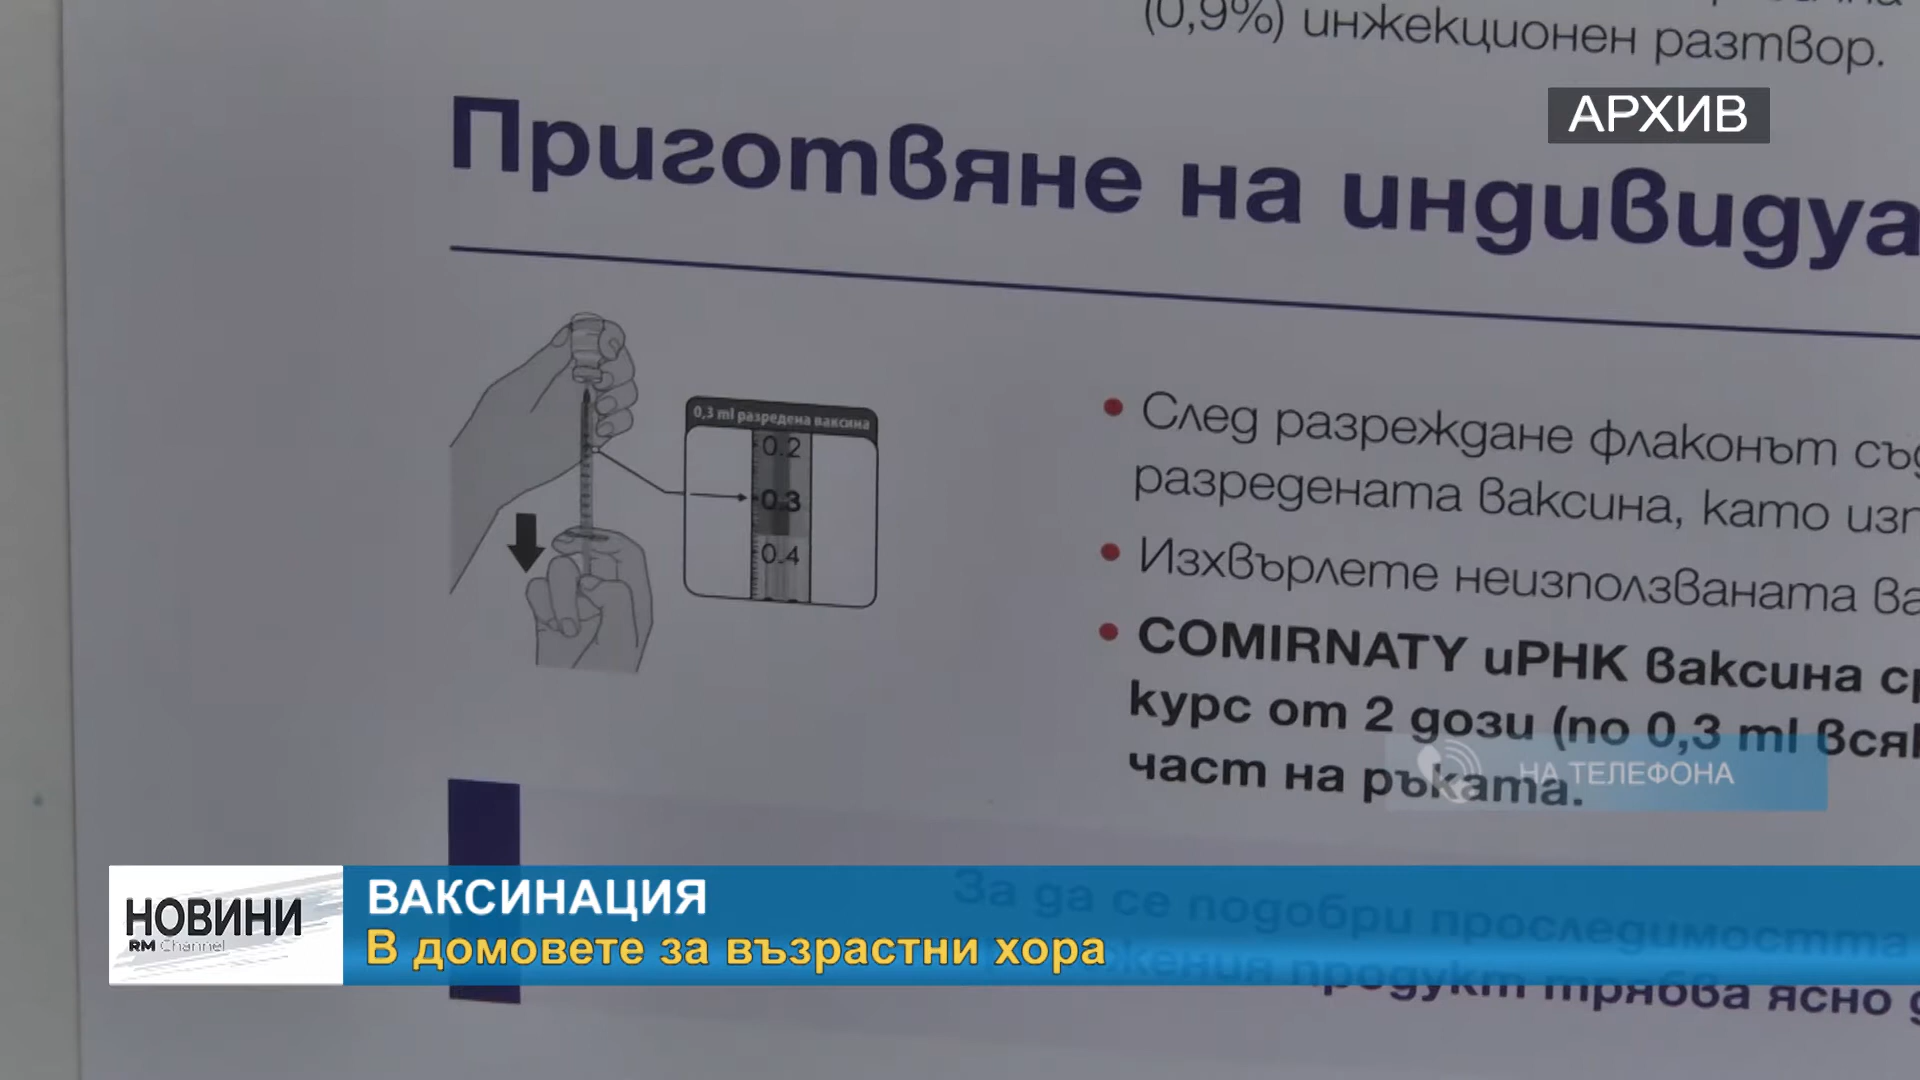 (0,9%) инжекционен разтвор.
АРХИВ
Приготвяне на индивидуа
0,3 ml разредена ваксина
0.2
0.3
0.4
• След разреждане флаконът съд
разредената ваксина, като изп
• Изхвърлете неизползваната ва
• COMIRNATY иРНК ваксина ср
курс от 2 дози (по 0,3 ml вся
част на ръката.
НА ТЕЛЕФОНА
За да се подобри проследимостта
продукт трябва ясно
НОВИНИ
RM Channel
ВАКСИНАЦИЯ
В домовете за възрастни хора